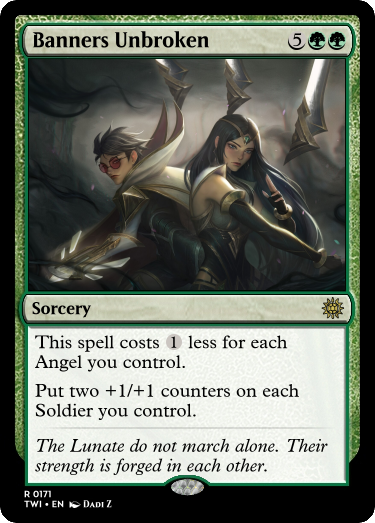 Banners Unbroken 5
Sorcery
This spell costs 1 less for each
Angel you control.
Put two +1/+1 counters on each
Soldier you control.
The Lunate do not march alone. Their
strength is forged in each other.
R 0171
TWI • EN DADI Z